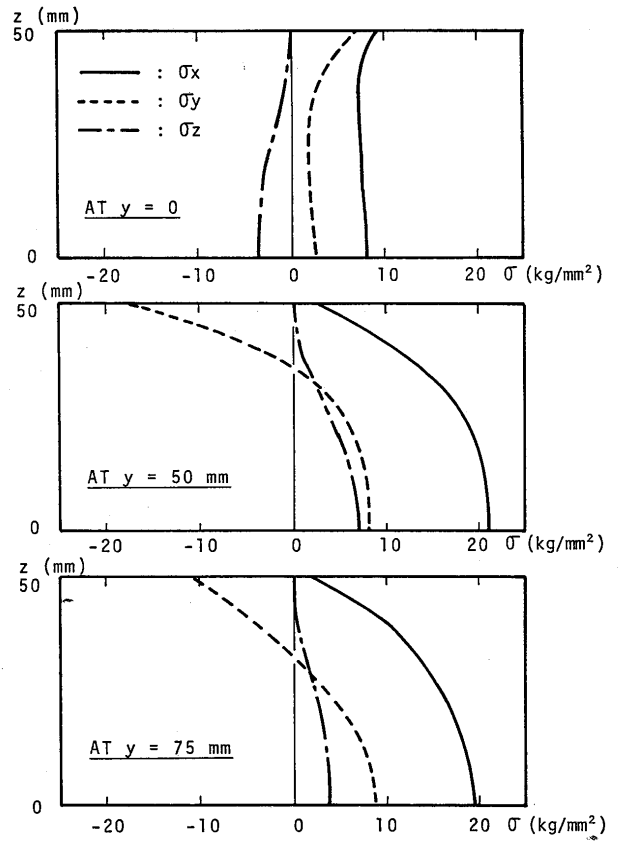 z (mm)
50
: σx
: σy
: σz
AT y = 0
0
-20 -10 0 10 20 σ (kg/mm²)
z (mm)
50
AT y = 50 mm
0
-20 -10 0 10 20 σ (kg/mm²)
z (mm)
50
AT y = 75 mm
0
-20 -10 0 10 20 σ (kg/mm²)